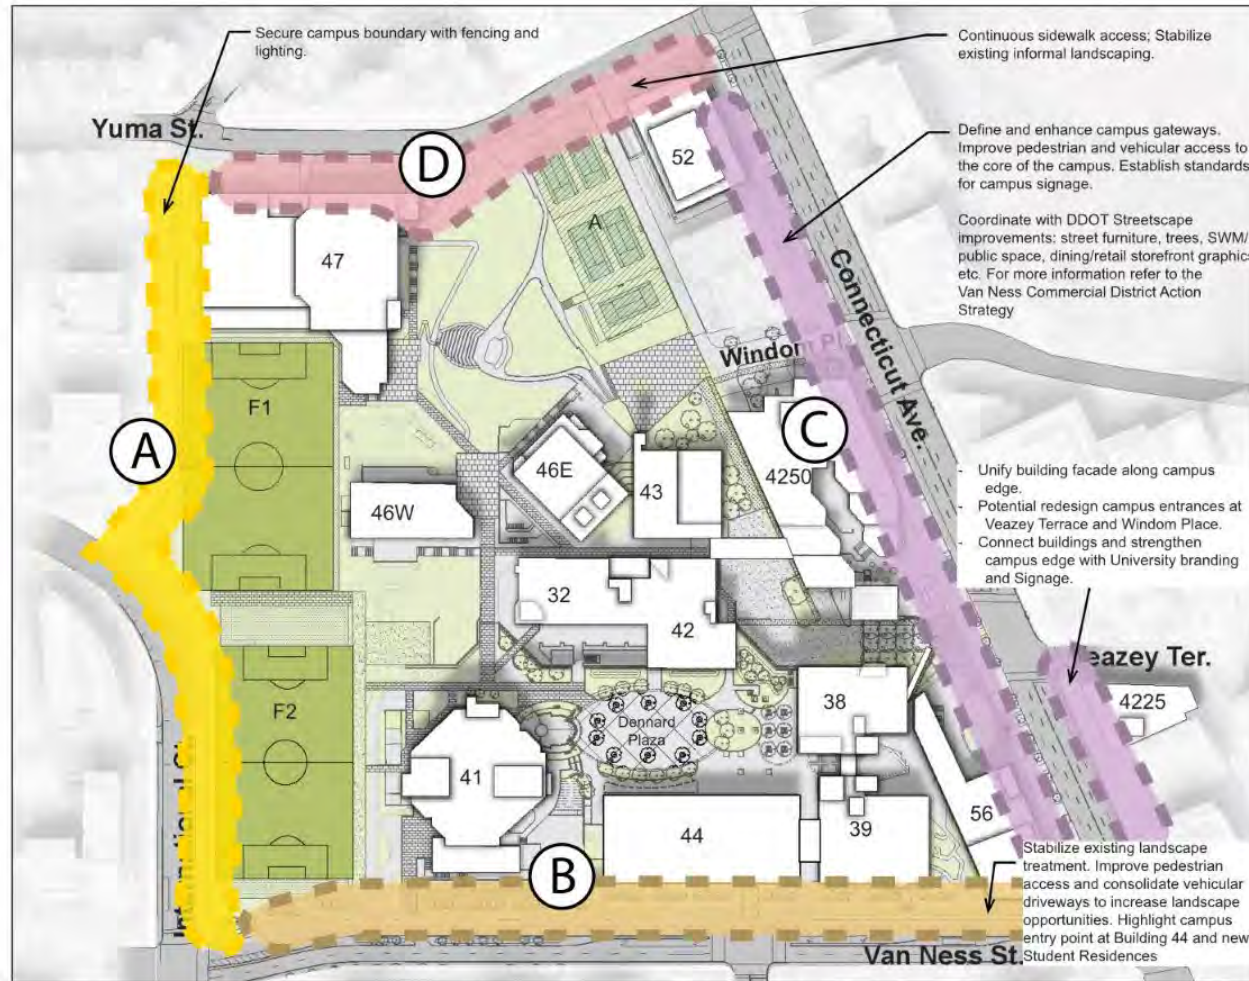 Secure campus boundary with fencing and
lighting.
Continuous sidewalk access; Stabilize
existing informal landscaping.
Yuma St.
D
52
Define and enhance campus gateways.
Improve pedestrian and vehicular access to
the core of the campus. Establish standards
for campus signage.
Coordinate with DDOT Streetscape
improvements: street furniture, trees, SWM/
public space, dining/retail storefront graphics
etc. For more information refer to the
Van Ness Commercial District Action
Strategy
A
47
Connecticut Ave.
Windom Pl.
F1
A
C
46E
43
4250
46W
- Unify building facade along campus
edge.
- Potential redesign campus entrances at
Veazey Terrace and Windom Place.
- Connect buildings and strengthen
campus edge with University branding
and Signage.
32
42
eazey Ter.
38
4225
F2
Dennard
Plaza
41
44
39
56
B
Stabilize existing landscape
treatment. Improve pedestrian
access and consolidate vehicular
driveways to increase landscape
opportunities. Highlight campus
entry point at Building 44 and new
Student Residences
Van Ness St.